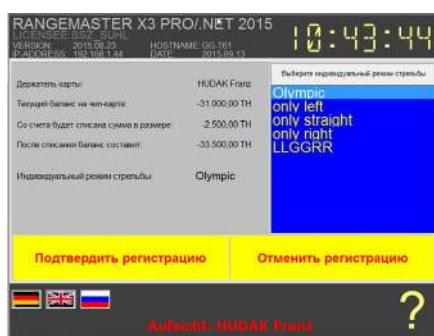 RANGEMASTER X3 PRO/.NET 2015
LICENSEE: SSZ_SUHL
VERSION: 2015.08.23 HOSTNAME: GG-T61
IP-ADDRESS: 192.168.1.44 DATE: 2015.09.13
10:43:44
Держатель карты: HUDAK Franz
Текущий баланс на чип-карте: -31.000,00 TH
Со счета будет списана сумма в размере: -2.500,00 TH
После списания баланс составит: -33.500,00 TH
Индивидуальный режим стрельбы: Olympic
Выберите индивидуальный режим стрельбы
Olympic
only left
only straight
only right
LLGGRR
Подтвердить регистрацию
Отменить регистрацию
?
Aufsicht: HUDAK Franz